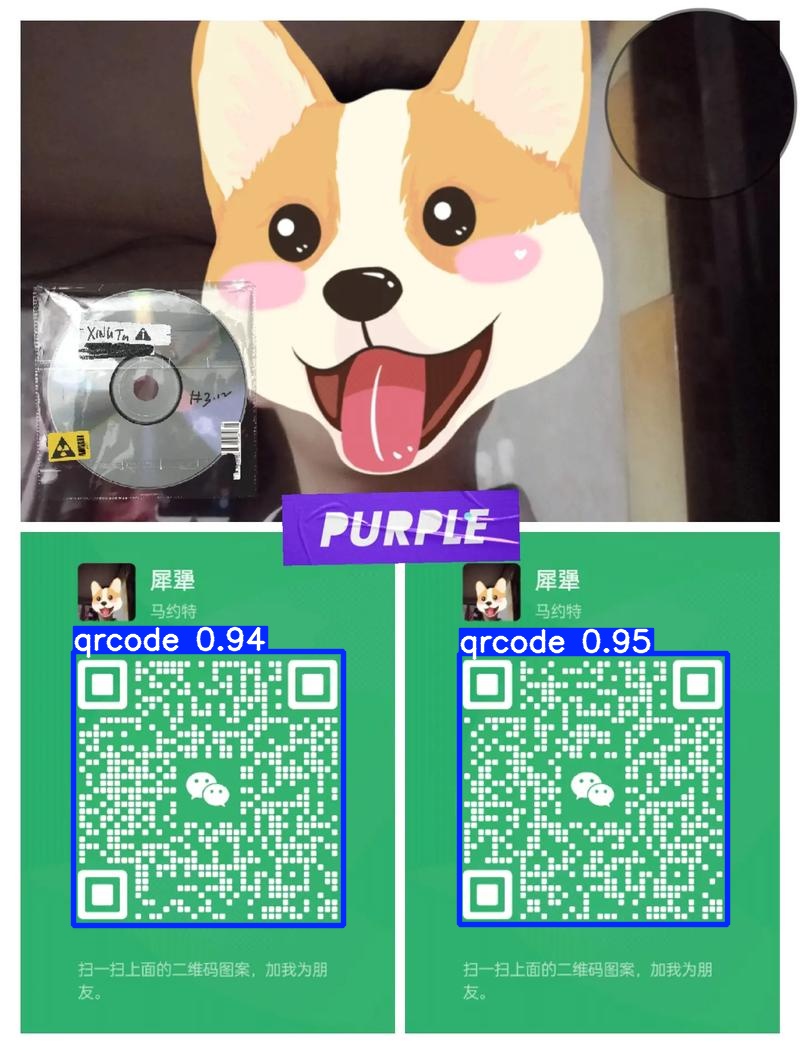 XINGTU
#3.12
PURPLE
犀犟
马约特
qrcode 0.94
扫一扫上面的二维码图案，加我为朋
友。
犀犟
马约特
qrcode 0.95
扫一扫上面的二维码图案，加我为朋
友。